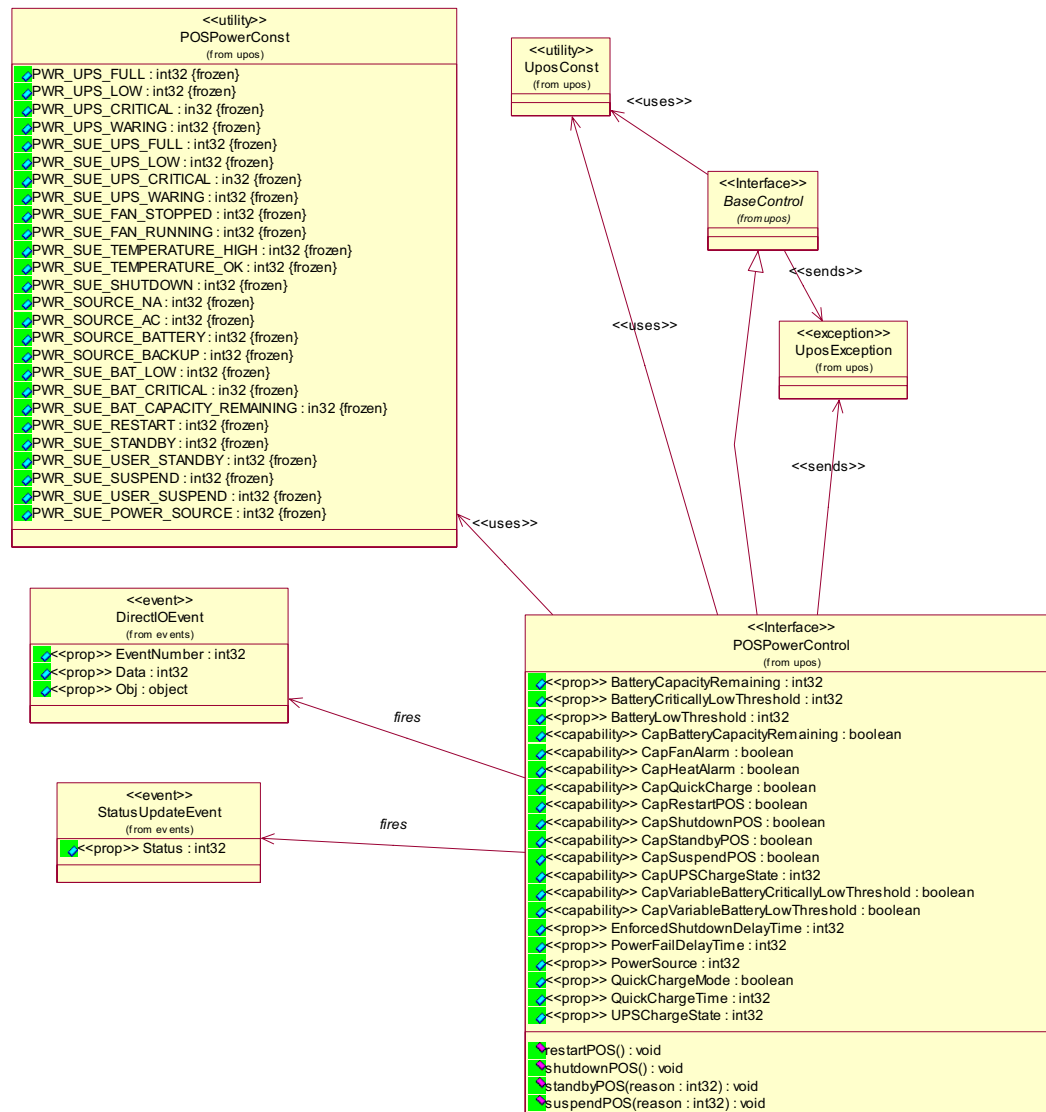 <<utility>>
POSPowerConst
(from upos)
PWR_UPS_FULL : int32 {frozen}
PWR_UPS_LOW : int32 {frozen}
PWR_UPS_CRITICAL : in32 {frozen}
PWR_UPS_WARING : int32 {frozen}
PWR_SUE_UPS_FULL : int32 {frozen}
PWR_SUE_UPS_LOW : int32 {frozen}
PWR_SUE_UPS_CRITICAL : in32 {frozen}
PWR_SUE_UPS_WARING : int32 {frozen}
PWR_SUE_FAN_STOPPED : int32 {frozen}
PWR_SUE_FAN_RUNNING : int32 {frozen}
PWR_SUE_TEMPERATURE_HIGH : int32 {frozen}
PWR_SUE_TEMPERATURE_OK : int32 {frozen}
PWR_SUE_SHUTDOWN : int32 {frozen}
PWR_SOURCE_NA : int32 {frozen}
PWR_SOURCE_AC : int32 {frozen}
PWR_SOURCE_BATTERY : int32 {frozen}
PWR_SOURCE_BACKUP : int32 {frozen}
PWR_SUE_BAT_LOW : int32 {frozen}
PWR_SUE_BAT_CRITICAL : in32 {frozen}
PWR_SUE_BAT_CAPACITY_REMAINING : in32 {frozen}
PWR_SUE_RESTART : int32 {frozen}
PWR_SUE_STANDBY : int32 {frozen}
PWR_SUE_USER_STANDBY : int32 {frozen}
PWR_SUE_SUSPEND : int32 {frozen}
PWR_SUE_USER_SUSPEND : int32 {frozen}
PWR_SUE_POWER_SOURCE : int32 {frozen}
<<utility>>
UposConst
(from upos)
<<uses>>
<<Interface>>
BaseControl
(from upos)
<<sends>>
<<uses>>
<<exception>>
UposException
(from upos)
<<sends>>
<<uses>>
<<event>>
DirectIOEvent
(from events)
<<prop>> EventNumber : int32
<<prop>> Data : int32
<<prop>> Obj : object
fires
<<event>>
StatusUpdateEvent
(from events)
<<prop>> Status : int32
fires
<<Interface>>
POSPowerControl
(from upos)
<<prop>> BatteryCapacityRemaining : int32
<<prop>> BatteryCriticallyLowThreshold : int32
<<prop>> BatteryLowThreshold : int32
<<capability>> CapBatteryCapacityRemaining : boolean
<<capability>> CapFanAlarm : boolean
<<capability>> CapHeatAlarm : boolean
<<capability>> CapQuickCharge : boolean
<<capability>> CapRestartPOS : boolean
<<capability>> CapShutdownPOS : boolean
<<capability>> CapStandbyPOS : boolean
<<capability>> CapSuspendPOS : boolean
<<capability>> CapUPSChargeState : int32
<<capability>> CapVariableBatteryCriticallyLowThreshold : boolean
<<capability>> CapVariableBatteryLowThreshold : boolean
<<prop>> EnforcedShutdownDelayTime : int32
<<prop>> PowerFailDelayTime : int32
<<prop>> PowerSource : int32
<<prop>> QuickChargeMode : boolean
<<prop>> QuickChargeTime : int32
<<prop>> UPSChargeState : int32
restartPOS() : void
shutdownPOS() : void
standbyPOS(reason : int32) : void
suspendPOS(reason : int32) : void